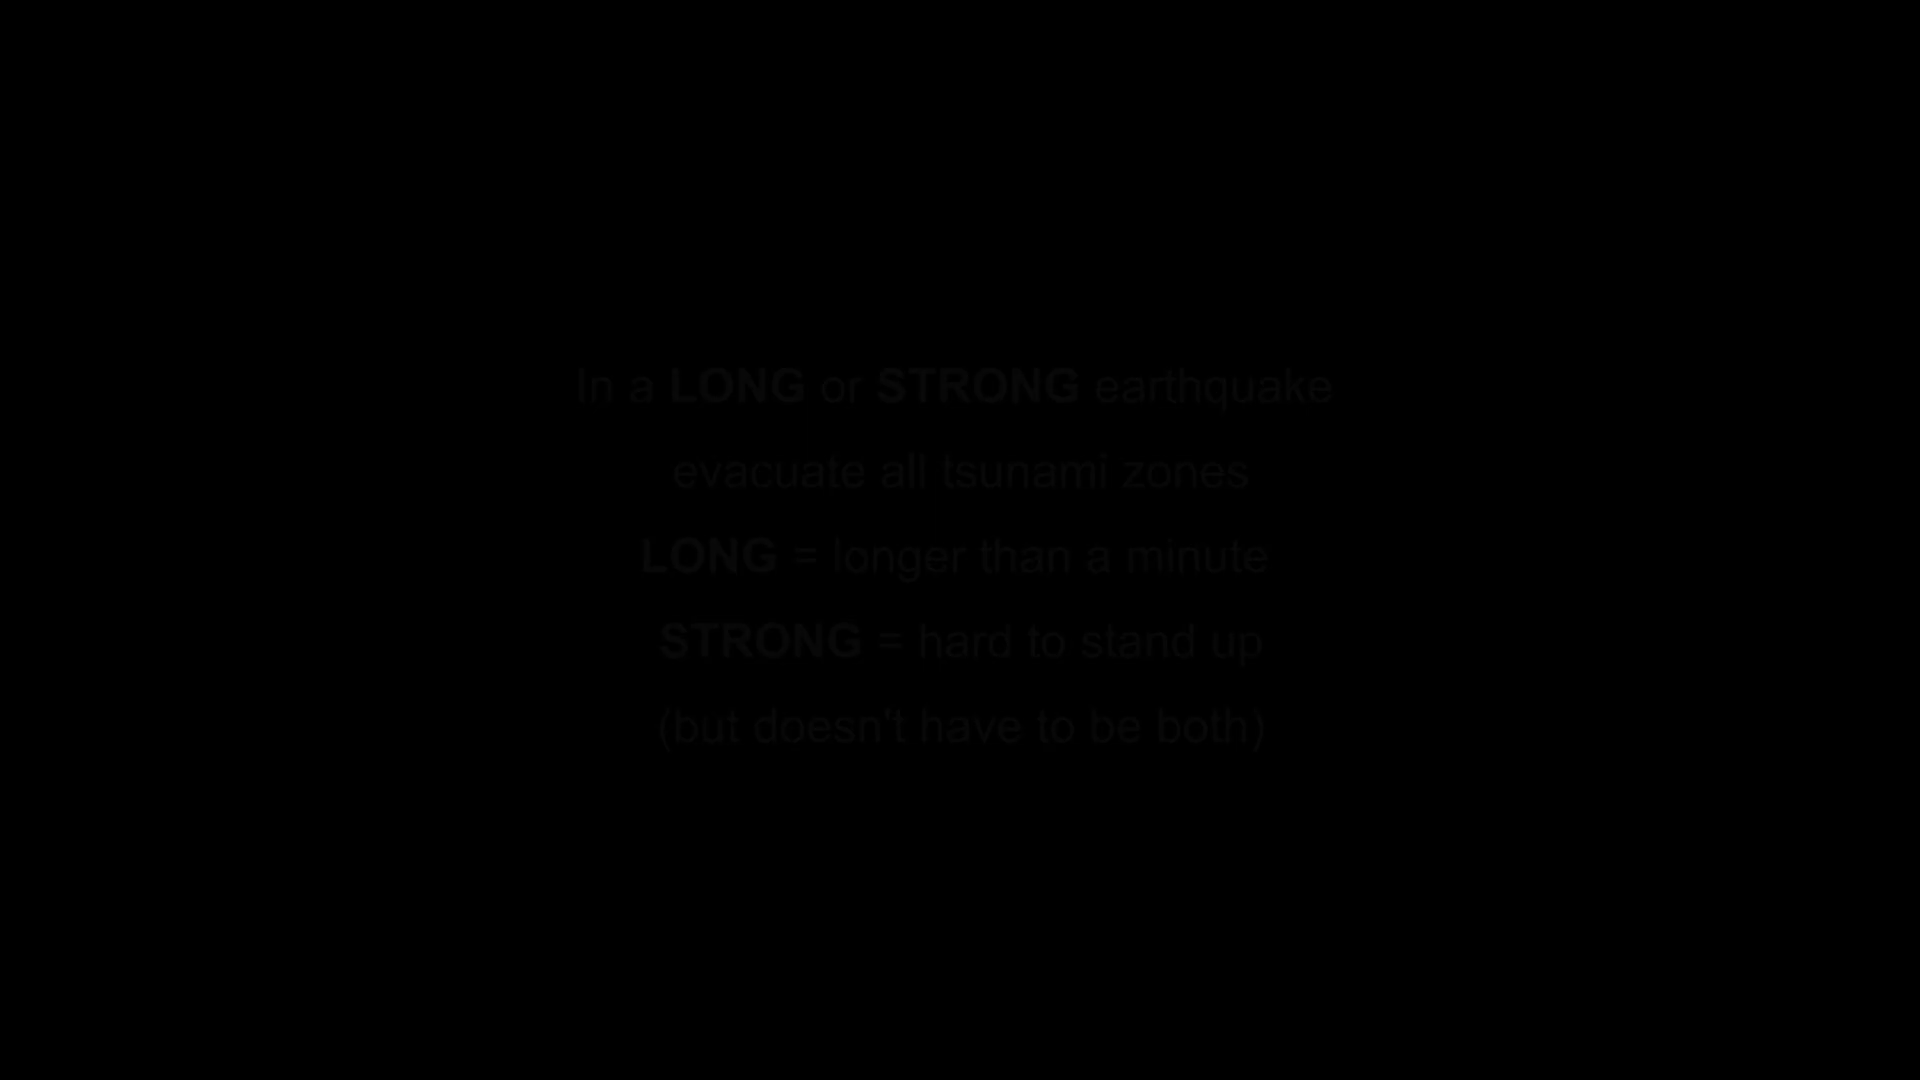 In a LONG or STRONG earthquake
evacuate all tsunami zones
LONG = longer than a minute
STRONG = hard to stand up
(but doesn't have to be both)